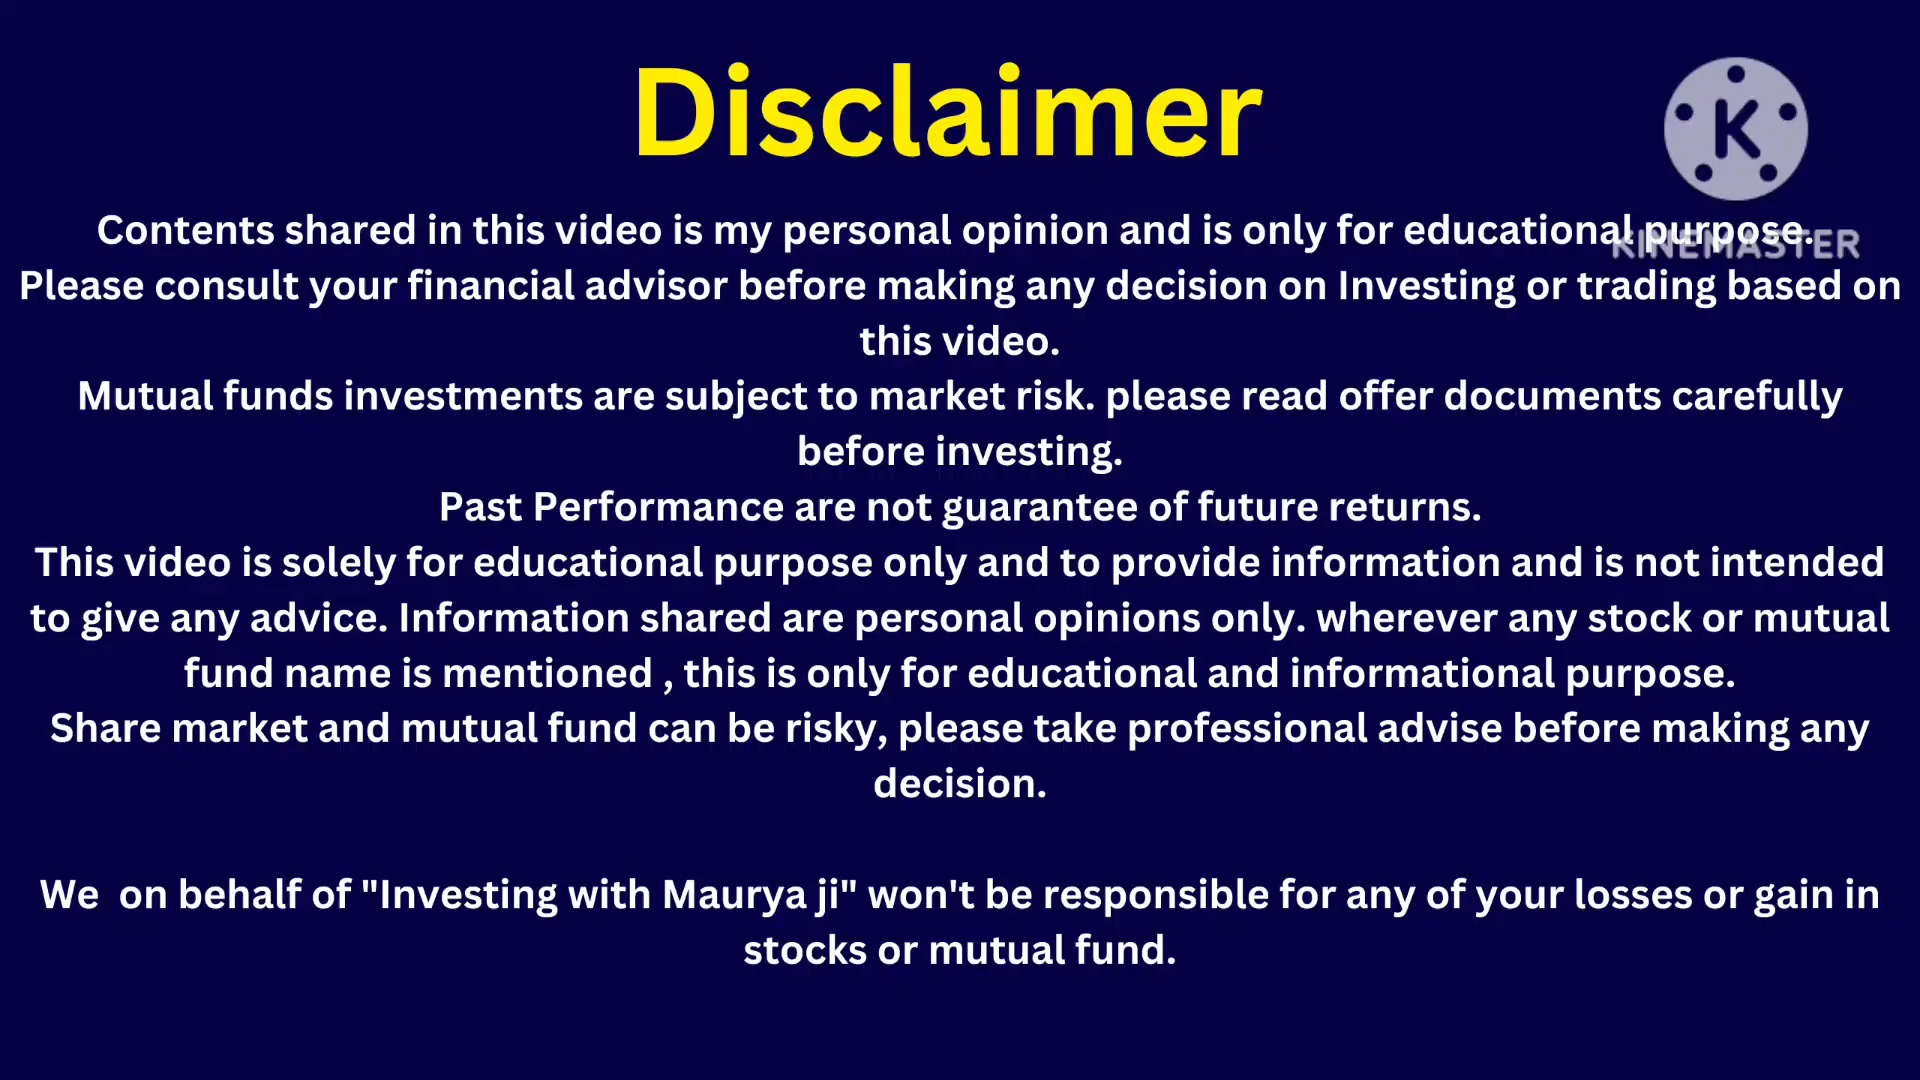 Disclaimer
K
KINEMASTER
Contents shared in this video is my personal opinion and is only for educational purpose.
Please consult your financial advisor before making any decision on Investing or trading based on
this video.
Mutual funds investments are subject to market risk. please read offer documents carefully
before investing.
Past Performance are not guarantee of future returns.
This video is solely for educational purpose only and to provide information and is not intended
to give any advice. Information shared are personal opinions only. wherever any stock or mutual
fund name is mentioned , this is only for educational and informational purpose.
Share market and mutual fund can be risky, please take professional advise before making any
decision.
We  on behalf of "Investing with Maurya ji" won't be responsible for any of your losses or gain in
stocks or mutual fund.